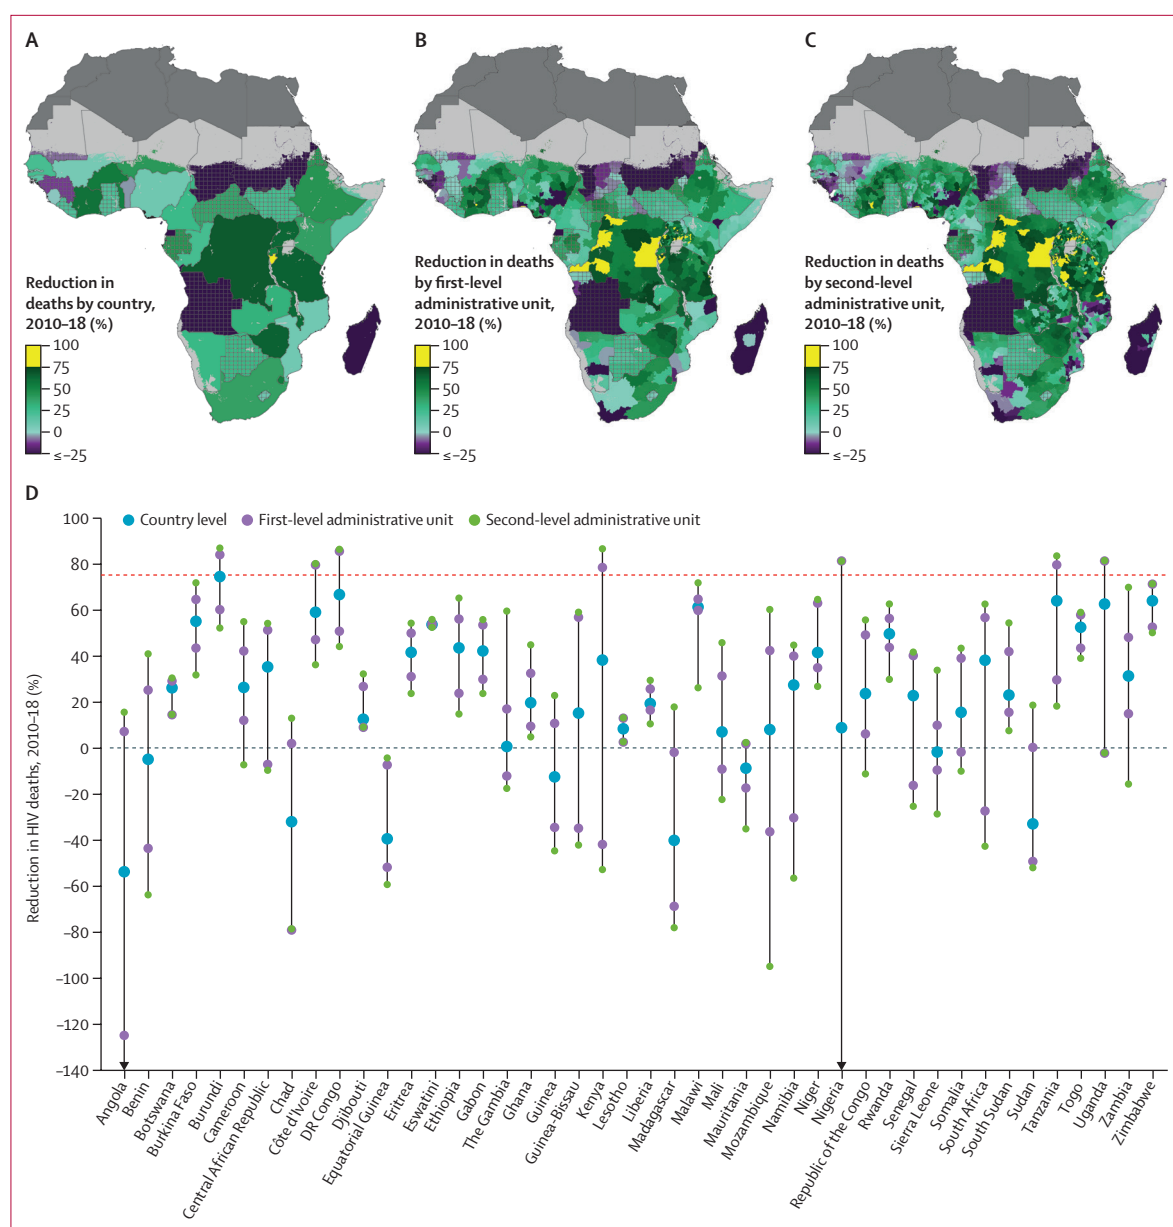 A
B
C
Reduction in
deaths by country,
2010–18 (%)
100
75
50
25
0
≤–25
Reduction in deaths
by first-level
administrative unit,
2010–18 (%)
100
75
50
25
0
≤–25
Reduction in deaths
by second-level
administrative unit,
2010–18 (%)
100
75
50
25
0
≤–25
D
Country level
First-level administrative unit
Second-level administrative unit
Reduction in HIV deaths, 2010–18 (%)
100
80
60
40
20
0
–20
–40
–60
–80
–100
–120
–140
Angola
Benin
Botswana
Burkina Faso
Burundi
Cameroon
Central African Republic
Chad
Côte d'Ivoire
DR Congo
Djibouti
Equatorial Guinea
Eritrea
Eswatini
Ethiopia
Gabon
The Gambia
Ghana
Guinea
Guinea-Bissau
Kenya
Lesotho
Liberia
Madagascar
Malawi
Mali
Mauritania
Mozambique
Namibia
Niger
Nigeria
Republic of the Congo
Rwanda
Senegal
Sierra Leone
Somalia
South Africa
South Sudan
Sudan
Tanzania
Togo
Uganda
Zambia
Zimbabwe